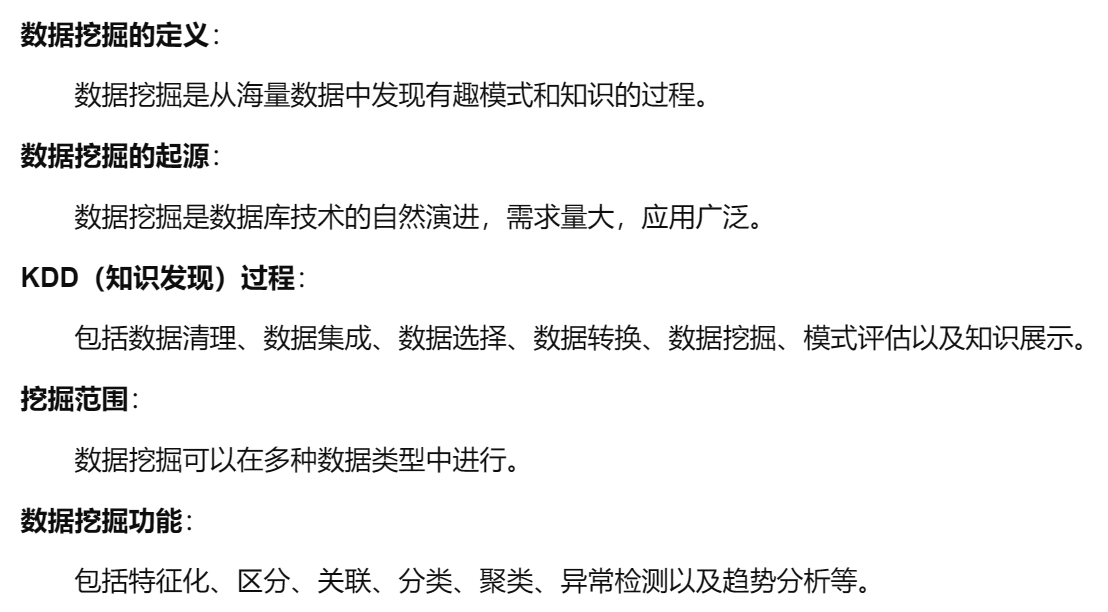 数据挖掘的定义：
数据挖掘是从海量数据中发现有趣模式和知识的过程。
数据挖掘的起源：
数据挖掘是数据库技术的自然演进，需求量大，应用广泛。
KDD（知识发现）过程：
包括数据清理、数据集成、数据选择、数据转换、数据挖掘、模式评估以及知识展示。
挖掘范围：
数据挖掘可以在多种数据类型中进行。
数据挖掘功能：
包括特征化、区分、关联、分类、聚类、异常检测以及趋势分析等。